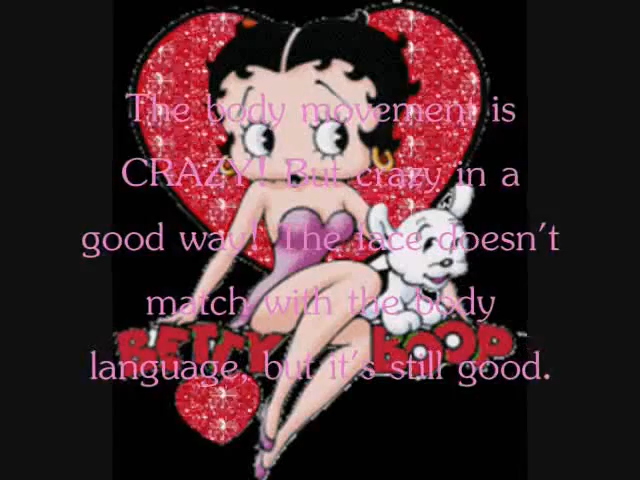 The body movement is
CRAZY! But crazy in a
good way! The face doesn't
match with the body
BETTY BOOP
language, but it's still good.